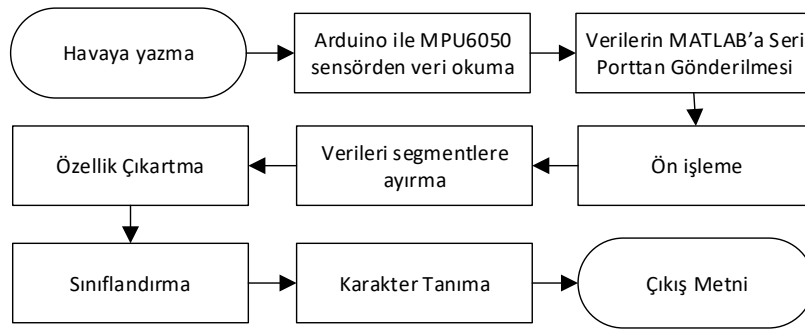 Havaya yazma
Arduino ile MPU6050
sensörden veri okuma
Verilerin MATLAB’a Seri
Porttan Gönderilmesi
Ön işleme
Verileri segmentlere
ayırma
Özellik Çıkartma
Sınıflandırma
Karakter Tanıma
Çıkış Metni